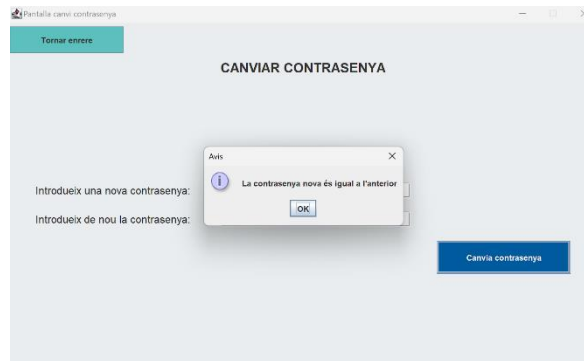 Pantalla canvi contrasenya
Tornar enrere
CANVIAR CONTRASENYA
Avis
La contrasenya nova és igual a l'anterior
OK
Introdueix una nova contrasenya:
Introdueix de nou la contrasenya:
Canvia contrasenya